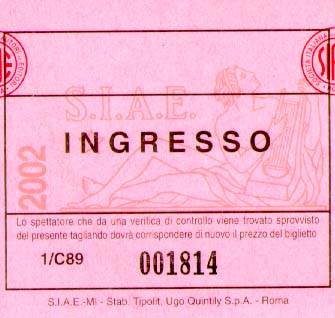 S.I.A.E.
INGRESSO
2002
Lo spettatore che da una verifica di controllo viene trovato sprovvisto
del presente tagliando dovrà corrispondere di nuovo il prezzo del biglietto
1/C89 001814
S.I.A.E.-MI - Stab. Tipolit. Ugo Quintily S.p.A. - Roma